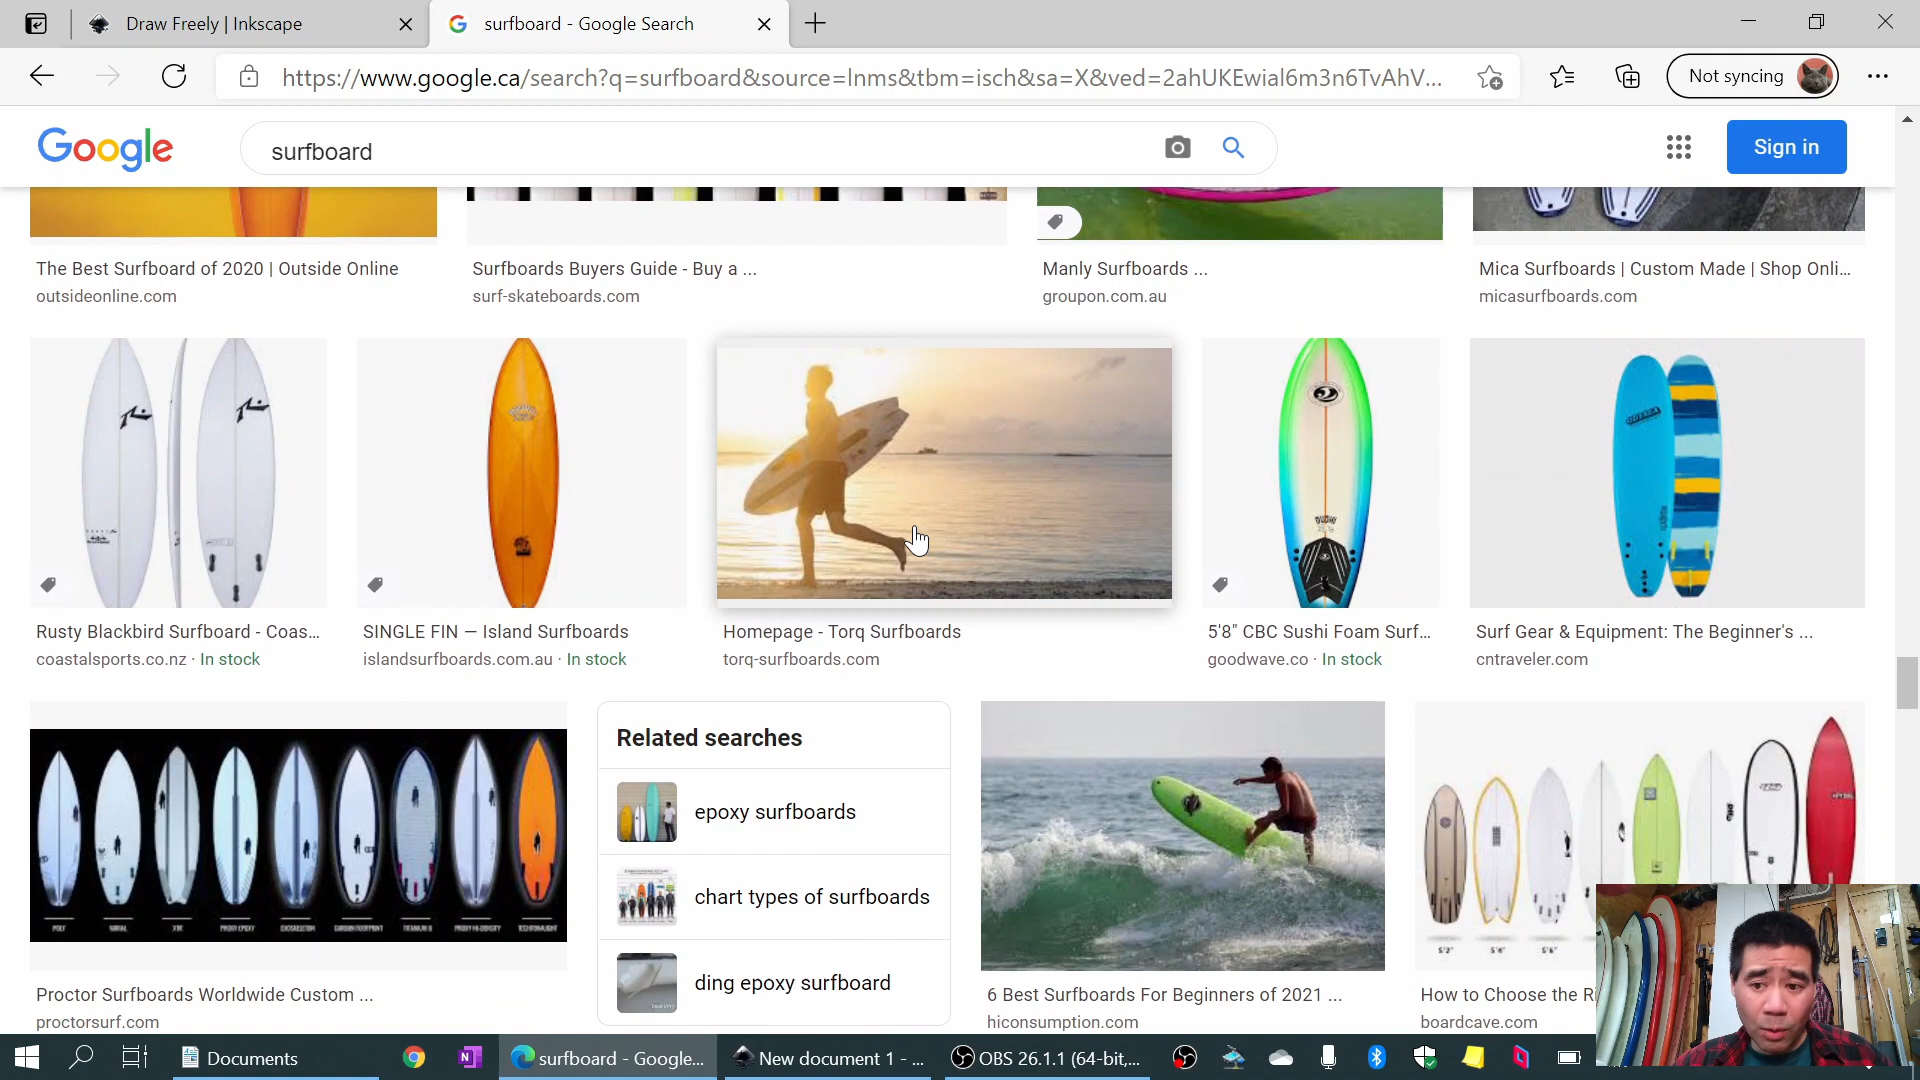 Draw Freely | Inkscape
surfboard - Google Search
https://www.google.ca/search?q=surfboard&source=lnms&tbm=isch&sa=X&ved=2ahUKEwial6m3n6TvAhV...
Not syncing
Google
surfboard
Sign in
The Best Surfboard of 2020 | Outside Online
outsideonline.com
Surfboards Buyers Guide - Buy a ...
surf-skateboards.com
Manly Surfboards ...
groupon.com.au
Mica Surfboards | Custom Made | Shop Onli...
micasurfboards.com
Rusty Blackbird Surfboard - Coas...
coastalsports.co.nz · In stock
SINGLE FIN — Island Surfboards
islandsurfboards.com.au · In stock
Homepage - Torq Surfboards
torq-surfboards.com
5'8" CBC Sushi Foam Surf...
goodwave.co · In stock
Surf Gear & Equipment: The Beginner's ...
cntraveler.com
Related searches
epoxy surfboards
chart types of surfboards
ding epoxy surfboard
5'2" 5'4" 5'6"
Proctor Surfboards Worldwide Custom ...
proctorsurf.com
6 Best Surfboards For Beginners of 2021 ...
hiconsumption.com
How to Choose the Ri
boardcave.com
Documents
surfboard - Google...
New document 1 - ...
OBS 26.1.1 (64-bit,...